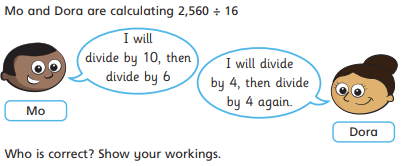 Mo and Dora are calculating 2,560 ÷ 16
I will
divide by 10, then
divide by 6
I will divide
by 4, then divide
by 4 again.
Mo
Dora
Who is correct? Show your workings.